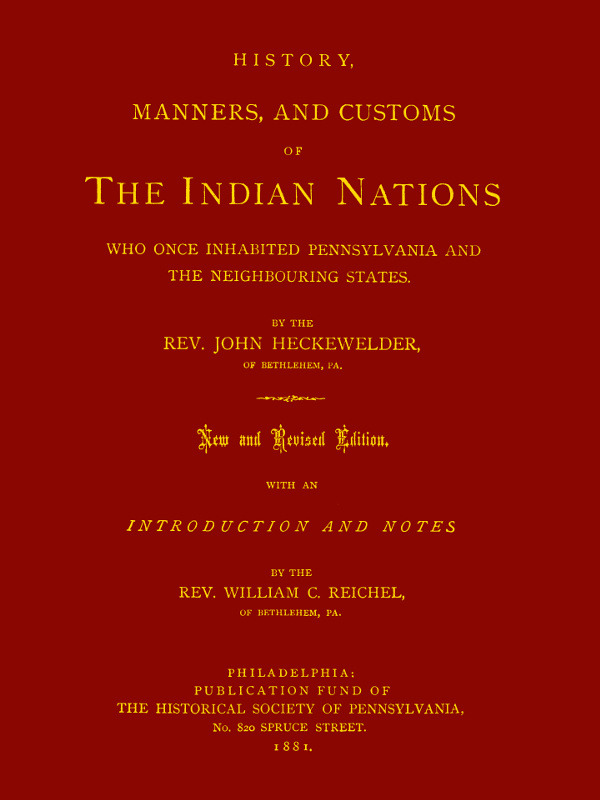 HISTORY,
MANNERS, AND CUSTOMS
OF
THE INDIAN NATIONS
WHO ONCE INHABITED PENNSYLVANIA AND
THE NEIGHBOURING STATES.
BY THE
REV. JOHN HECKEWELDER,
OF BETHLEHEM, PA.
New and Revised Edition.
WITH AN
INTRODUCTION AND NOTES
BY THE
REV. WILLIAM C. REICHEL,
OF BETHLEHEM, PA.
PHILADELPHIA:
PUBLICATION FUND OF
THE HISTORICAL SOCIETY OF PENNSYLVANIA,
No. 820 SPRUCE STREET.
1881.